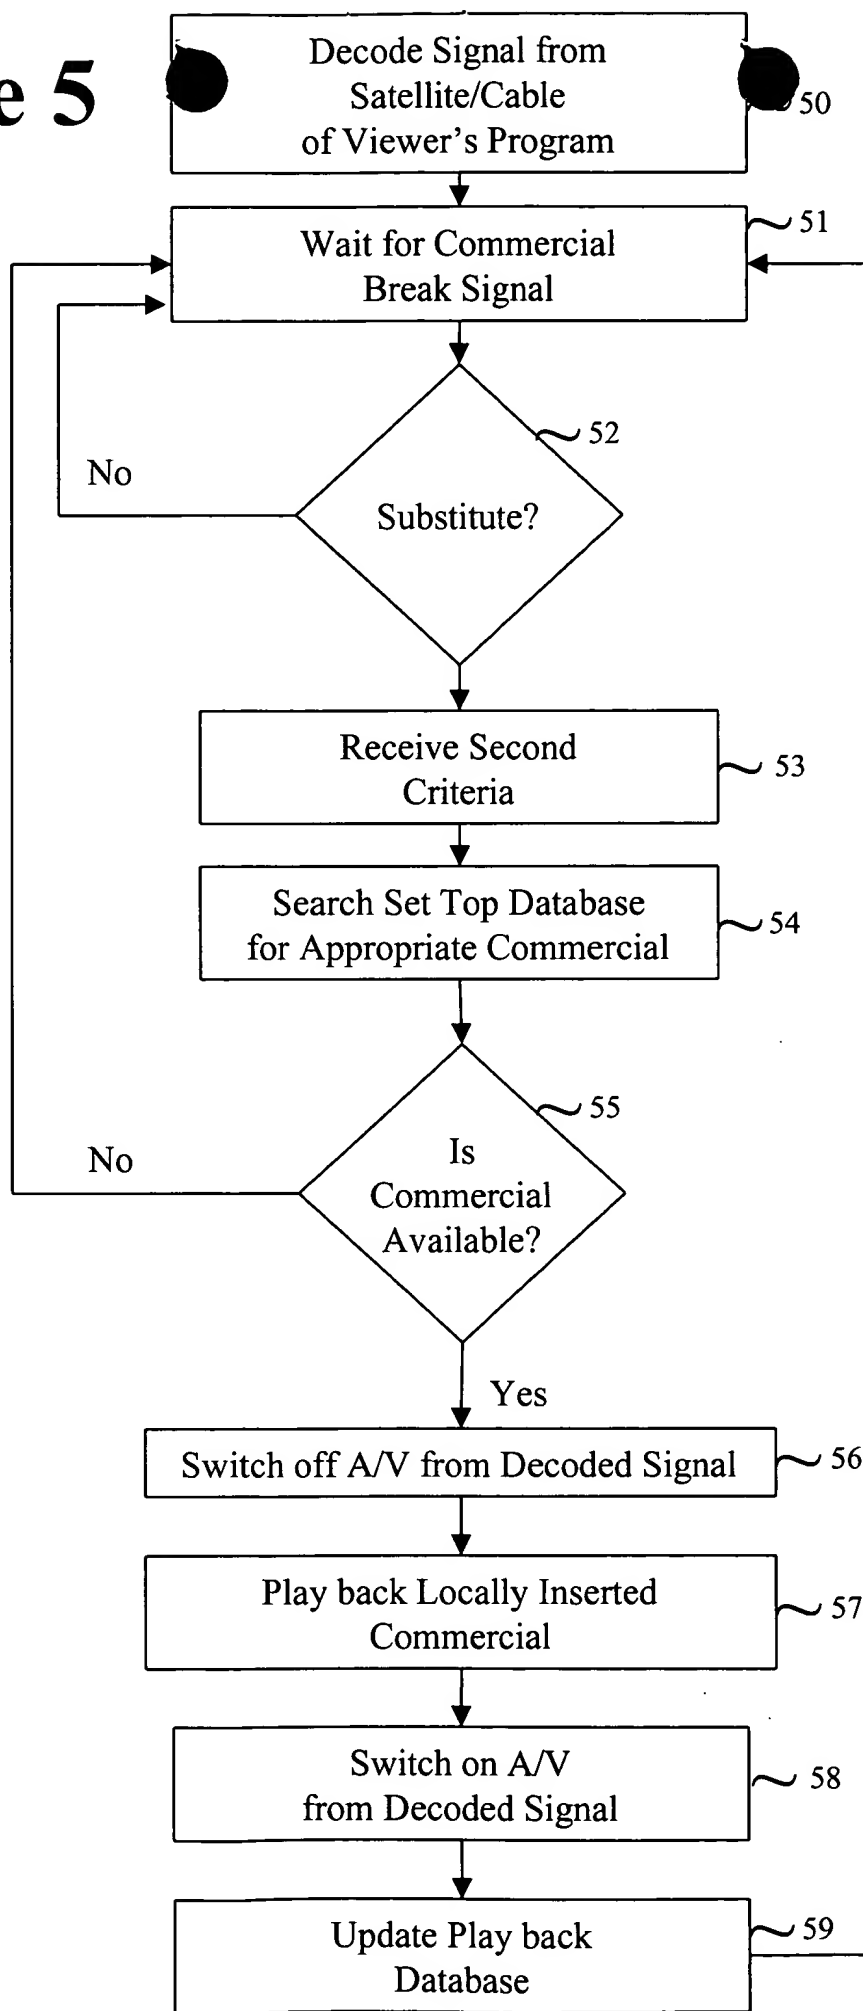 e 5
Decode Signal from
Satellite/Cable
of Viewer's Program
50
Wait for Commercial
Break Signal
51
52
No
Substitute?
Receive Second
Criteria
53
Search Set Top Database
for Appropriate Commercial
54
55
No
Is
Commercial
Available?
Yes
Switch off A/V from Decoded Signal
56
Play back Locally Inserted
Commercial
57
Switch on A/V
from Decoded Signal
58
Update Play back
Database
59